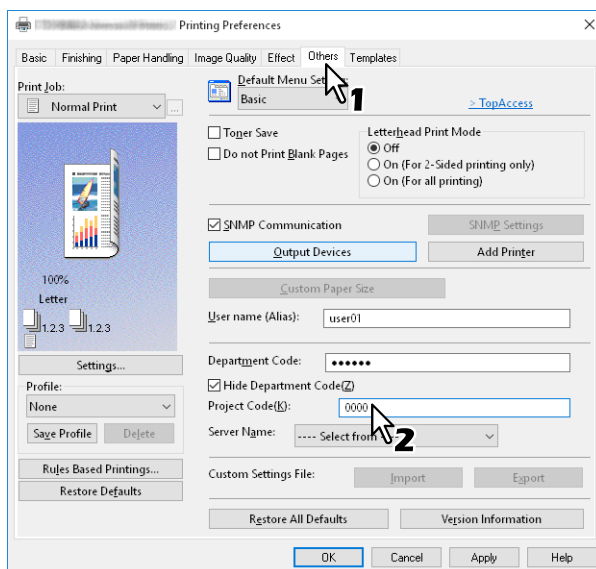 Printing Preferences
Basic Finishing Paper Handling Image Quality Effect Others Templates
1
Print Job:
Normal Print
...
100%
Letter
1.2.3 1.2.3
Settings...
Profile:
None
Save Profile Delete
Rules Based Printings...
Restore Defaults
Default Menu
Basic
> TopAccess
Toner Save
Do not Print Blank Pages
Letterhead Print Mode
Off
On (For 2-Sided printing only)
On (For all printing)
SNMP Communication SNMP Settings
Output Devices Add Printer
Custom Paper Size
User name (Alias): user01
Department Code: ●●●●●●
Hide Department Code(Z)
Project Code(K): 0000
Server Name: ---- Select from
2
Custom Settings File: Import Export
Restore All Defaults Version Information
OK Cancel Apply Help